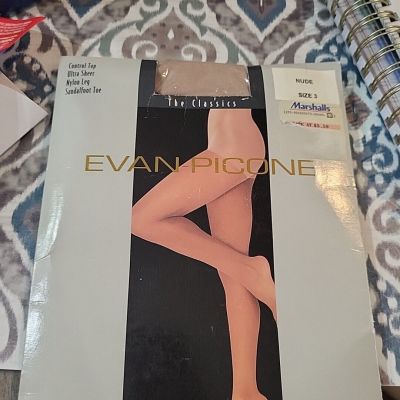 Control Top
Ultra Sheer
Nylon Leg
Sandalfoot Toe
The Classics
NUDE
SIZE 3
Marshalls
EVAN-PICONE